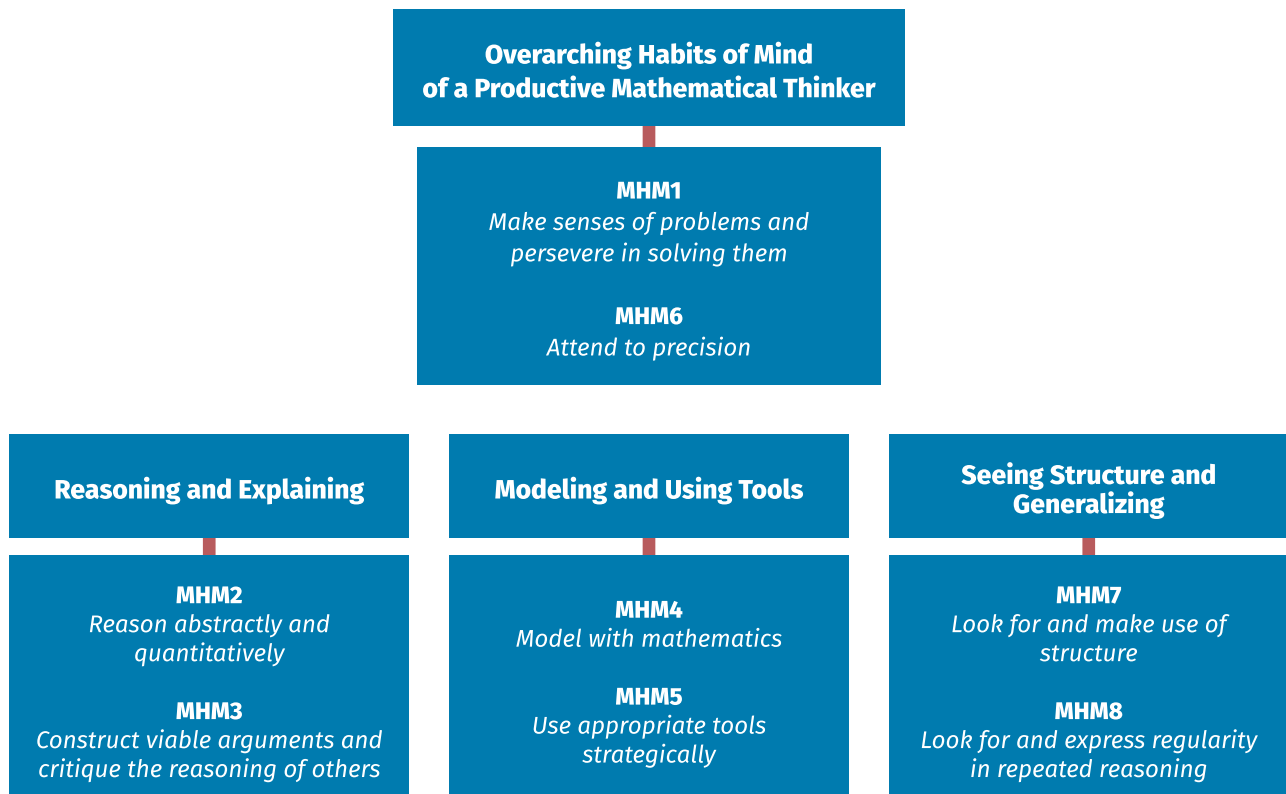 Overarching Habits of Mind
of a Productive Mathematical Thinker
MHM1
Make senses of problems and
persevere in solving them
MHM6
Attend to precision
Reasoning and Explaining
MHM2
Reason abstractly and
quantitatively
MHM3
Construct viable arguments and
critique the reasoning of others
Modeling and Using Tools
MHM4
Model with mathematics
MHM5
Use appropriate tools
strategically
Seeing Structure and
Generalizing
MHM7
Look for and make use of
structure
MHM8
Look for and express regularity
in repeated reasoning